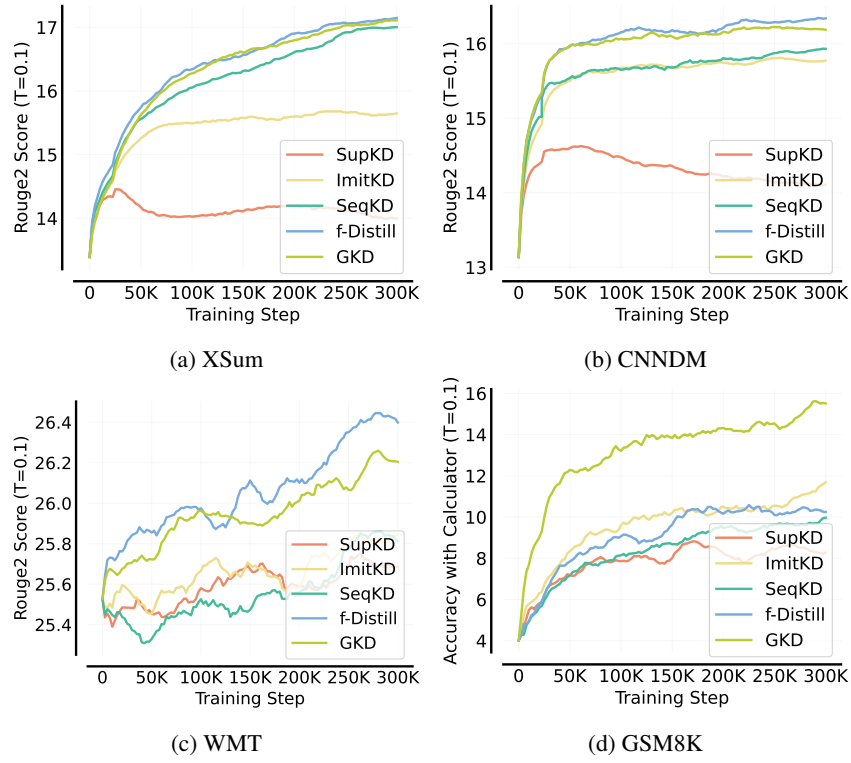 Rouge2 Score (T=0.1)
17
16
15
14
SupKD
ImitKD
SeqKD
f-Distill
GKD
0 50K 100K 150K 200K 250K 300K
Training Step
(a) XSum
Rouge2 Score (T=0.1)
16
15
14
13
SupKD
ImitKD
SeqKD
f-Distill
GKD
0 50K 100K 150K 200K 250K 300K
Training Step
(b) CNNDM
Rouge2 Score (T=0.1)
26.4
26.2
26.0
25.8
25.6
25.4
SupKD
ImitKD
SeqKD
f-Distill
GKD
0 50K 100K 150K 200K 250K 300K
Training Step
(c) WMT
Accuracy with Calculator (T=0.1)
16
14
12
10
8
6
4
SupKD
ImitKD
SeqKD
f-Distill
GKD
0 50K 100K 150K 200K 250K 300K
Training Step
(d) GSM8K